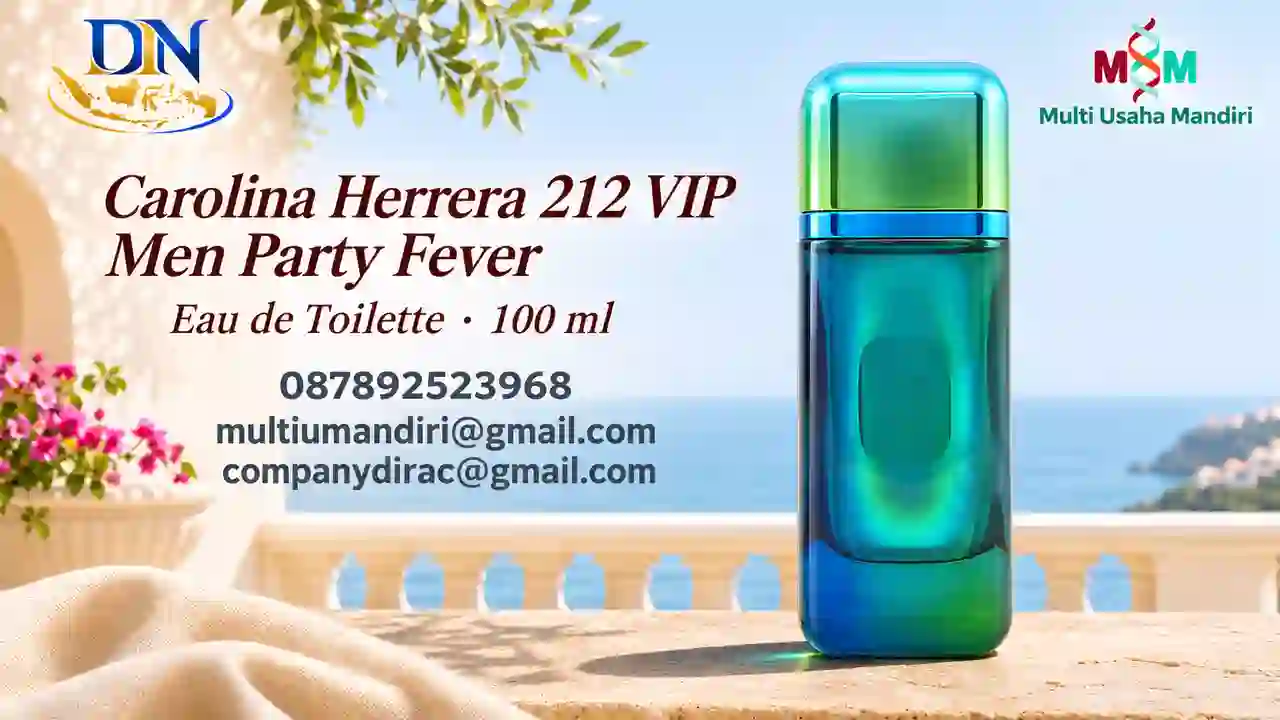 DN
MSM
Multi Usaha Mandiri
Carolina Herrera 212 VIP
Men Party Fever
Eau de Toilette · 100 ml
087892523968
multiumandiri@gmail.com
companydirac@gmail.com